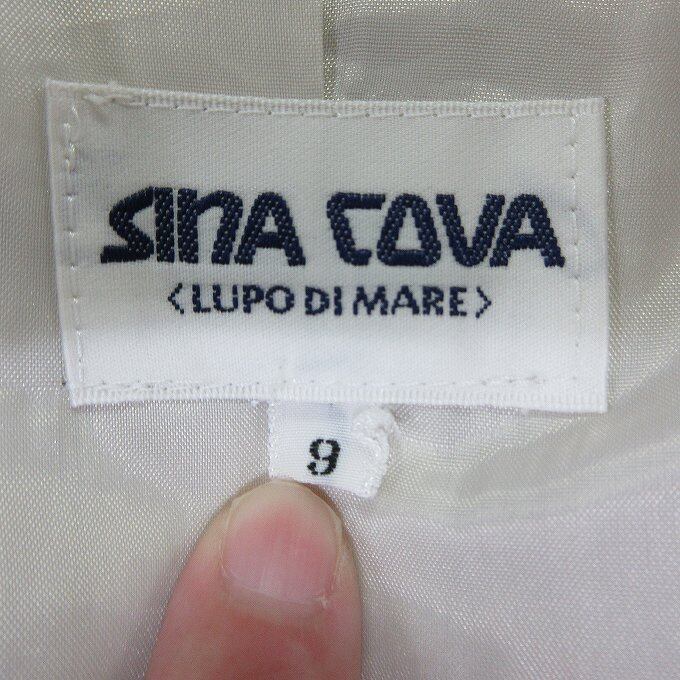 SINA COVA
<LUPO DI MARE>
9